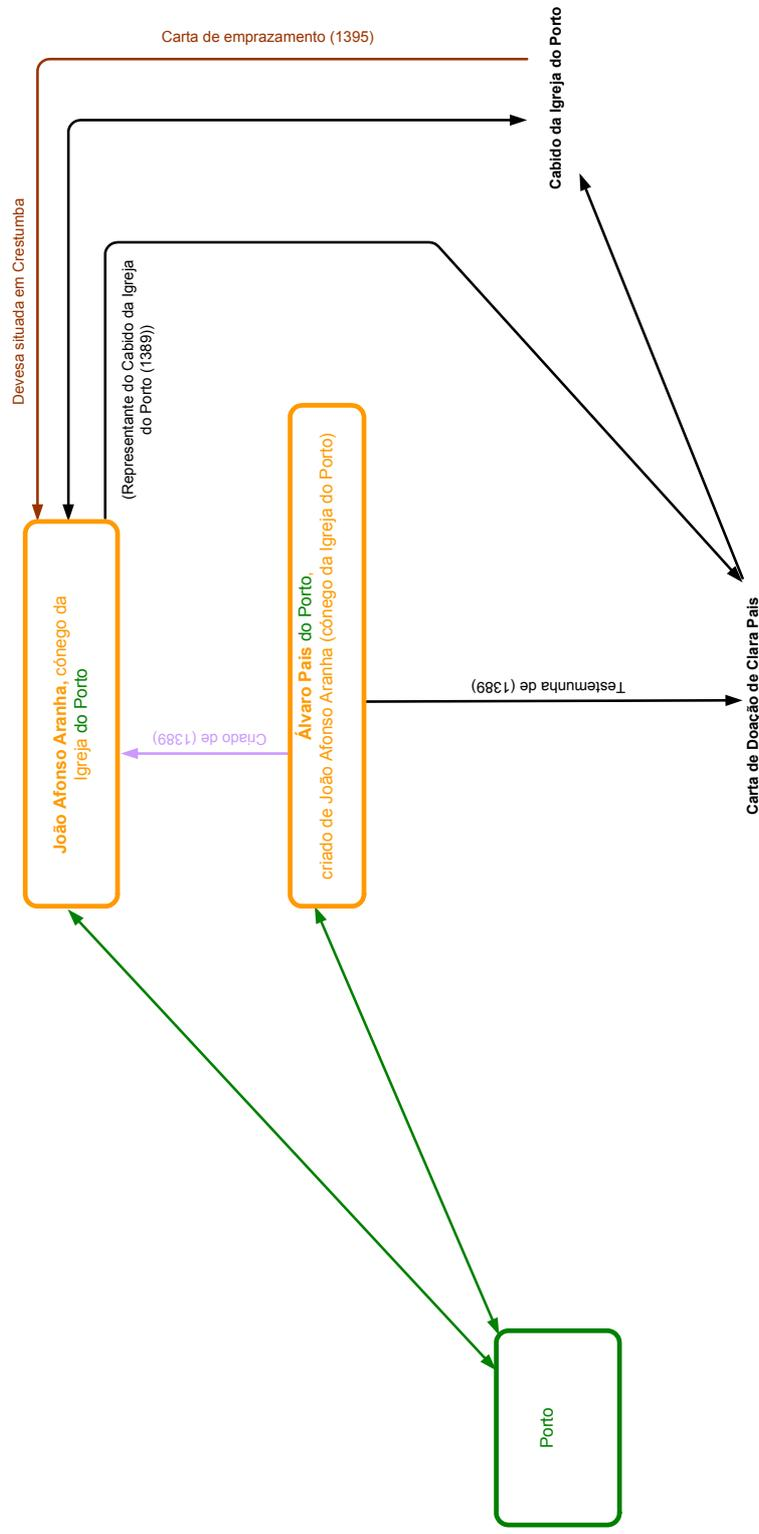 Carta de emprazamento (1395)
Devesa situada em Crestumba
Cabido da Igreja do Porto
(Representante do Cabido da Igreja
do Porto (1389))
João Afonso Aranha, cónego da
Igreja do Porto
Criado de (1389)
Álvaro Pais do Porto,
criado de João Afonso Aranha (cónego da Igreja do Porto)
Testemunha de (1389)
Carta de Doação de Clara Pais
Porto